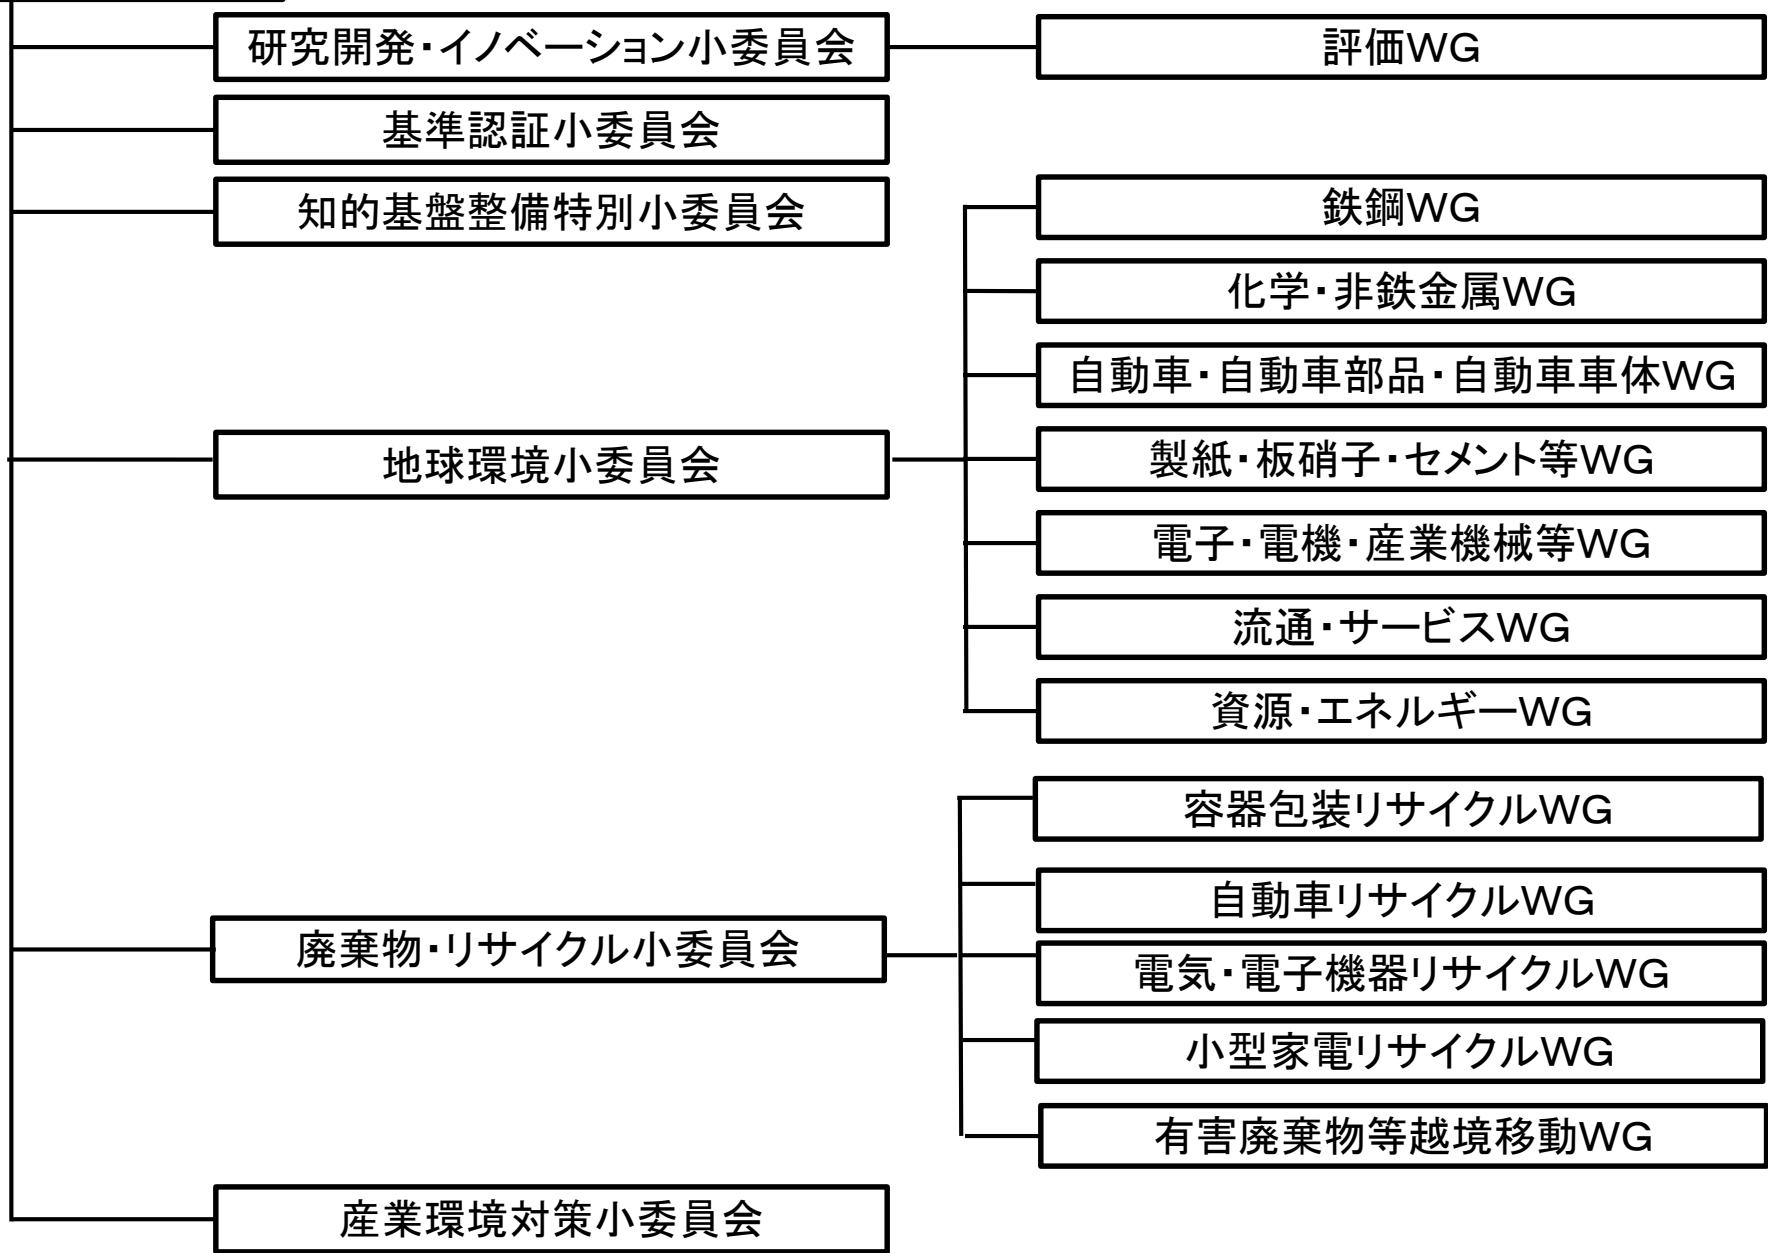 研究開発・イノベーション小委員会
評価WG
基準認証小委員会
知的基盤整備特別小委員会
地球環境小委員会
鉄鋼WG
化学・非鉄金属WG
自動車・自動車部品・自動車車体WG
製紙・板硝子・セメント等WG
電子・電機・産業機械等WG
流通・サービスWG
資源・エネルギーWG
廃棄物・リサイクル小委員会
容器包装リサイクルWG
自動車リサイクルWG
電気・電子機器リサイクルWG
小型家電リサイクルWG
有害廃棄物等越境移動WG
産業環境対策小委員会